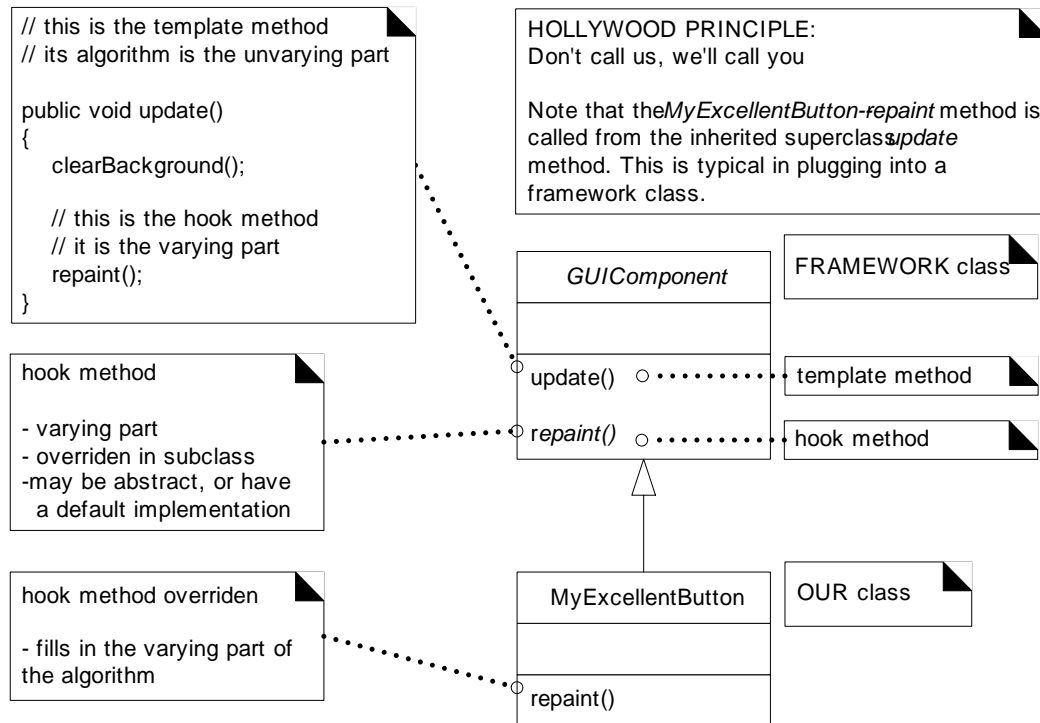 // this is the template method
// its algorithm is the unvarying part
public void update()
{
clearBackground();
// this is the hook method
// it is the varying part
repaint();
}
HOLLYWOOD PRINCIPLE:
Don't call us, we'll call you
Note that theMyExcellentButton-repaint method is
called from the inherited superclassupdate
method. This is typical in plugging into a
framework class.
GUIComponent
FRAMEWORK class
update()
template method
repaint()
hook method
hook method
- varying part
- overriden in subclass
-may be abstract, or have
a default implementation
hook method overriden
- fills in the varying part of
the algorithm
MyExcellentButton
OUR class
repaint()